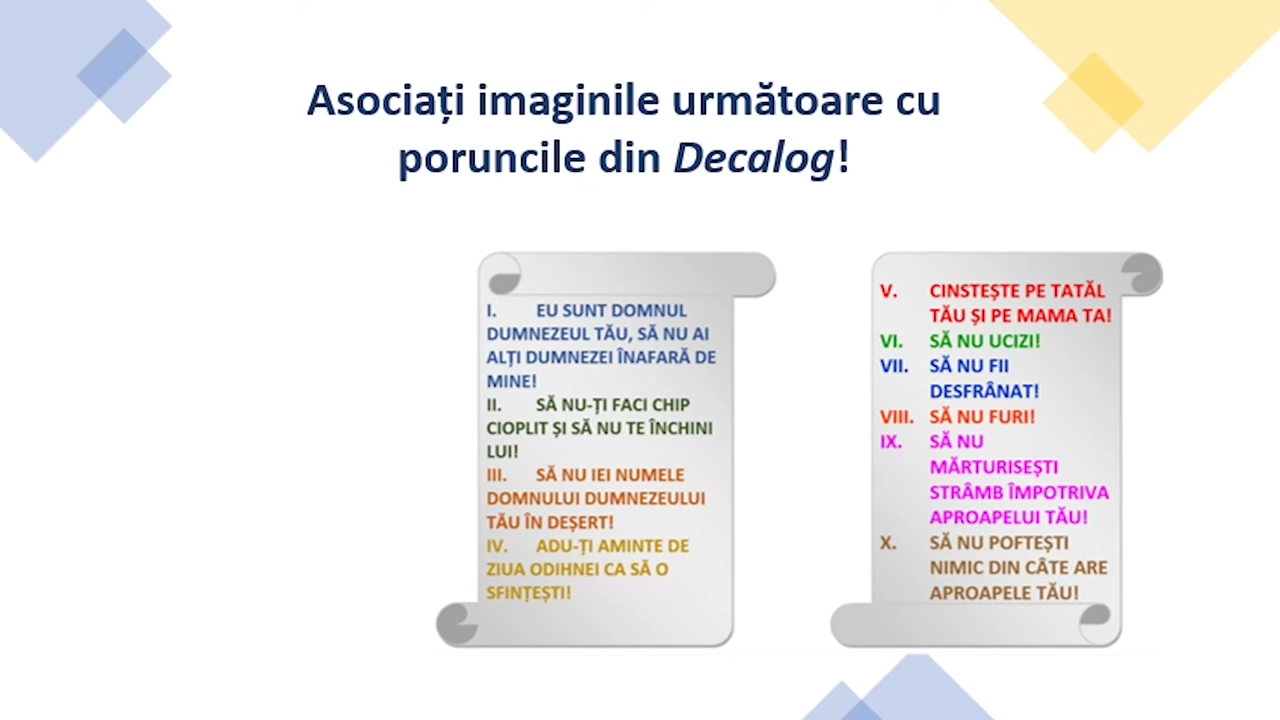 Asociați imaginile următoare cu
poruncile din Decalog!
I. EU SUNT DOMNUL
DUMNEZEUL TĂU, SĂ NU AI
ALȚI DUMNEZEI ÎNAFARĂ DE
MINE!
II. SĂ NU-ȚI FACI CHIP
CIOPLIT ȘI SĂ NU TE ÎNCHINI
LUI!
III. SĂ NU IEI NUMELE
DOMNULUI DUMNEZEULUI
TĂU ÎN DEȘERT!
IV. ADU-ȚI AMINTE DE
ZIUA ODIHNEI CA SĂ O
SFINȚEȘTI!
V. CINSTEȘTE PE TATĂL
TĂU ȘI PE MAMA TA!
VI. SĂ NU UCIZI!
VII. SĂ NU FII
DESFRÂNAT!
VIII. SĂ NU FURI!
IX. SĂ NU
MĂRTURISEȘTI
STRÂMB ÎMPOTRIVA
APROAPELUI TĂU!
X. SĂ NU POFTEȘTI
NIMIC DIN CÂTE ARE
APROAPELE TĂU!